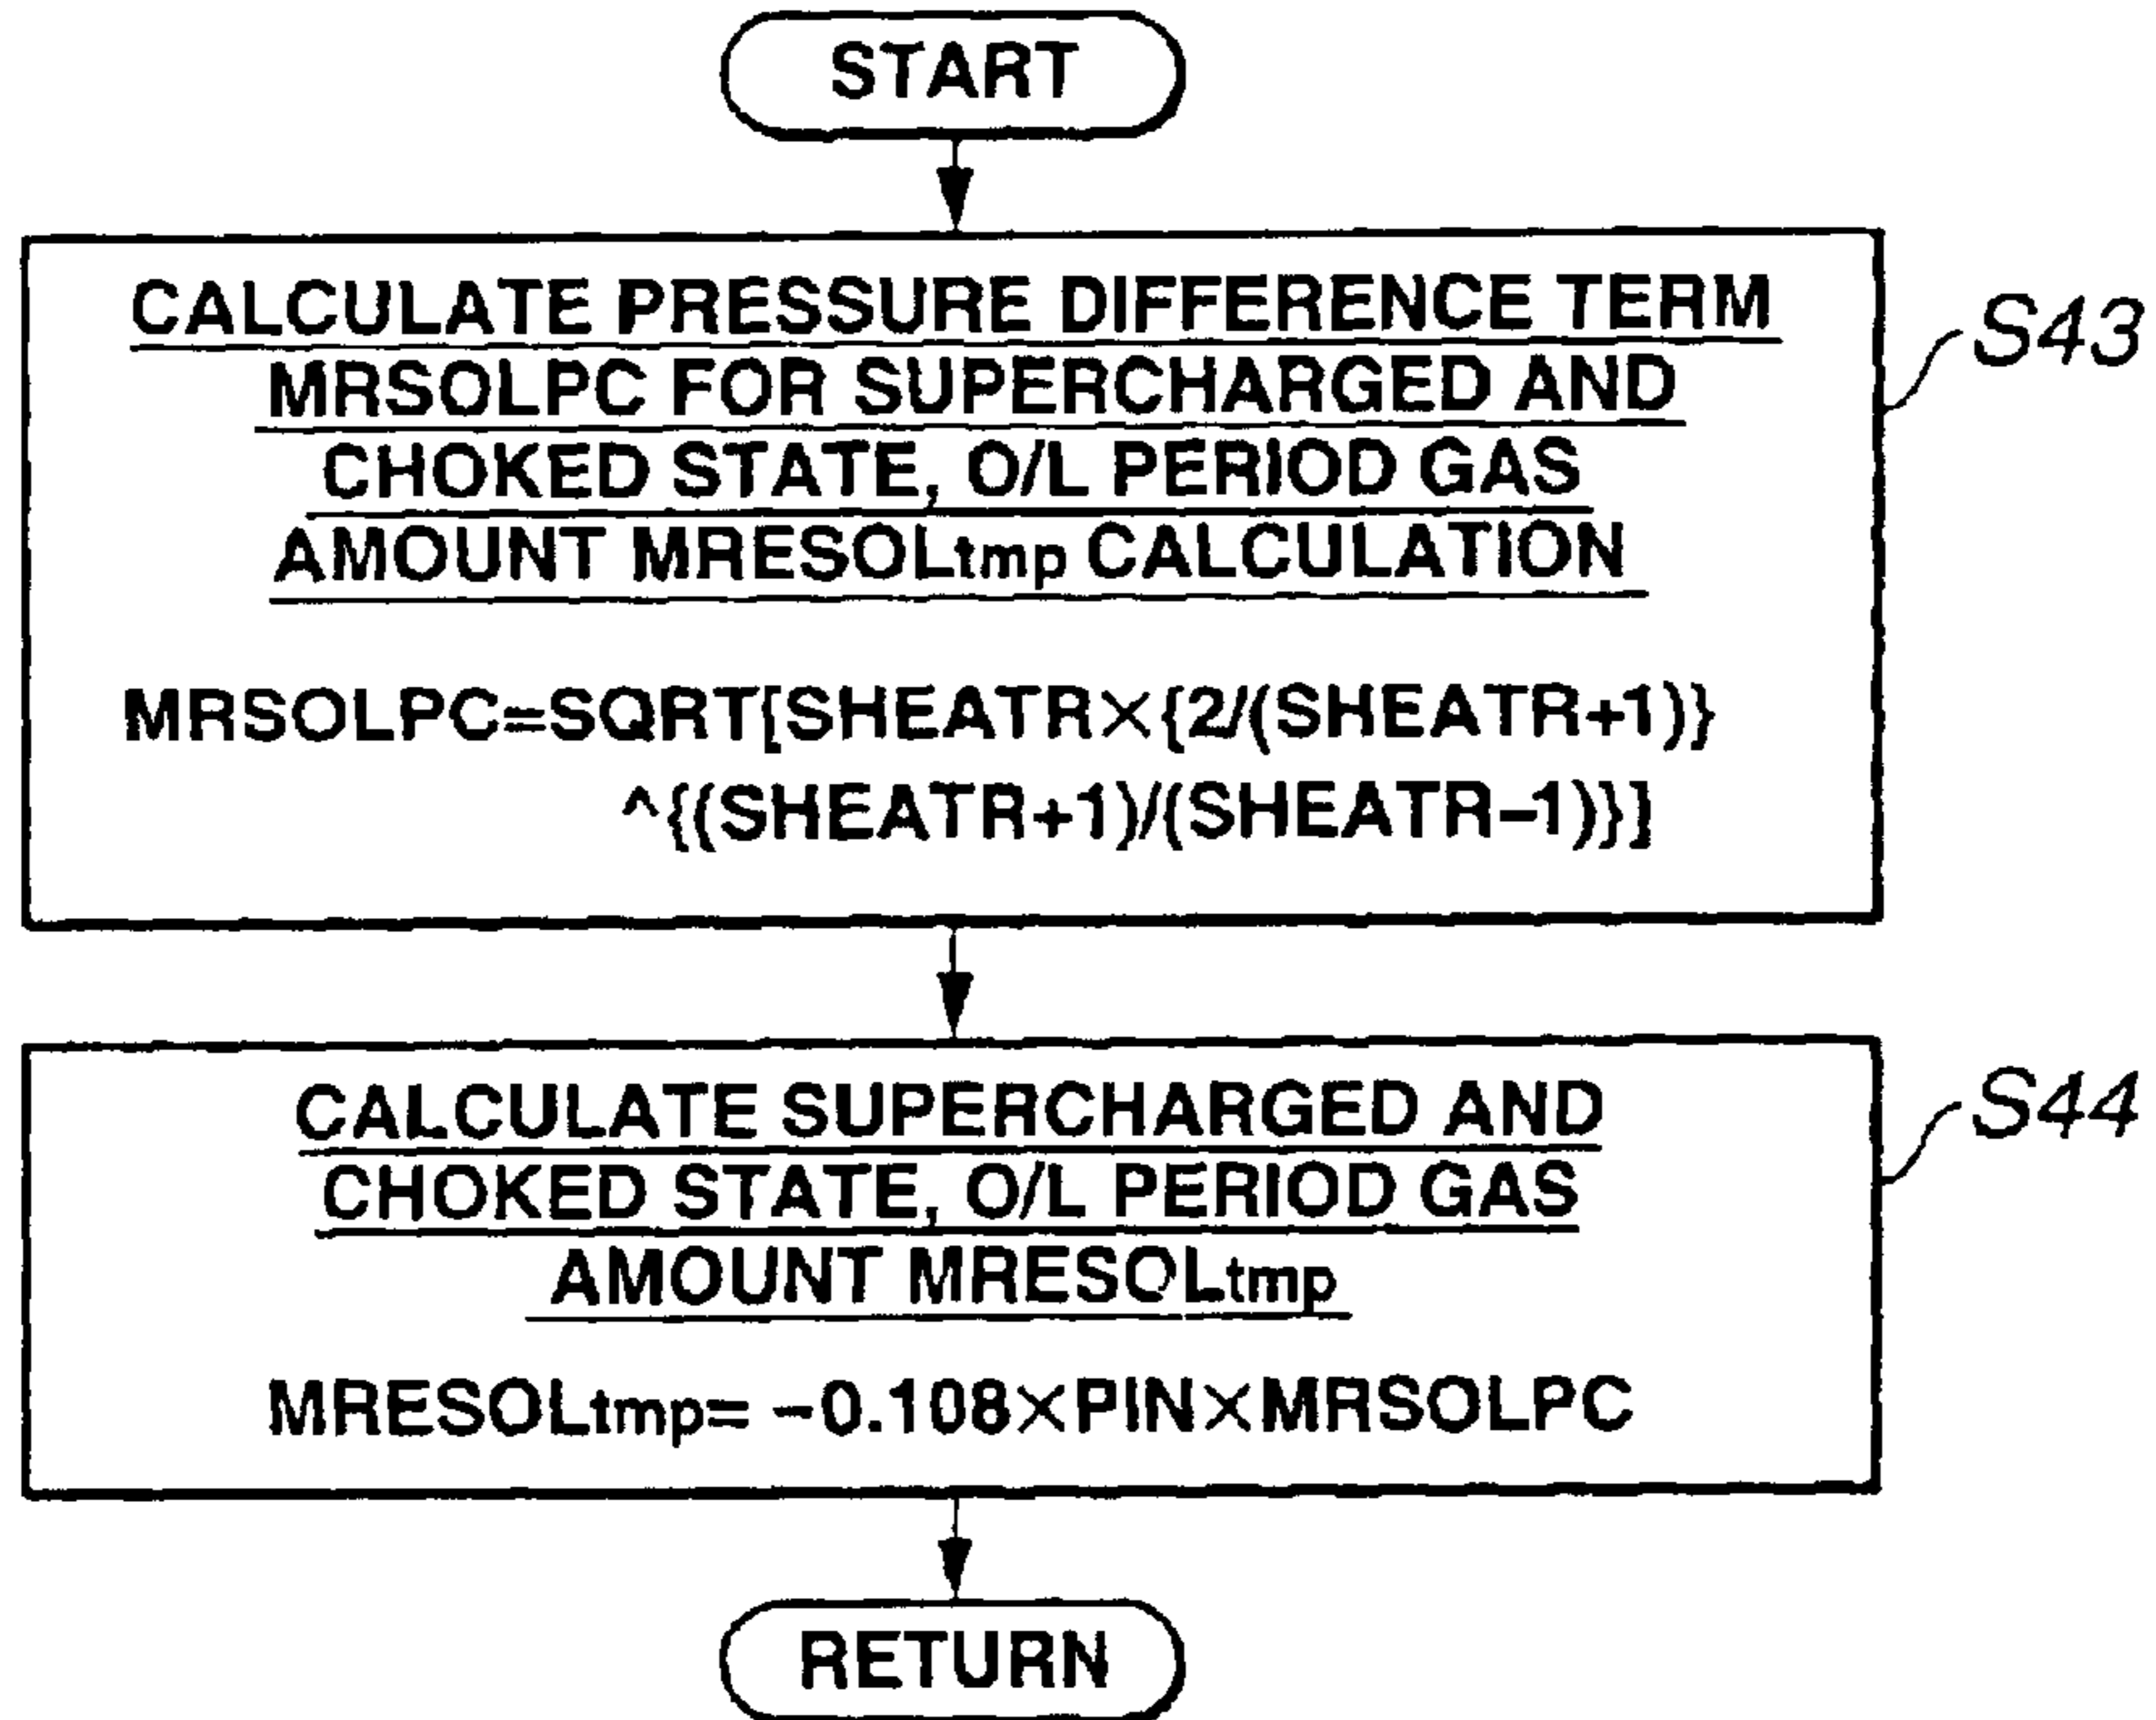 START
CALCULATE PRESSURE DIFFERENCE TERM
MRSOLPC FOR SUPERCHARGED AND
CHOKED STATE, O/L PERIOD GAS
AMOUNT MRESOLtmp CALCULATION
MRSOLPC=SQRT[SHEATR×{2/(SHEATR+1)}
^{(SHEATR+1)/(SHEATR−1)}]
S43
CALCULATE SUPERCHARGED AND
CHOKED STATE, O/L PERIOD GAS
AMOUNT MRESOLtmp
MRESOLtmp= −0.108×PIN×MRSOLPC
S44
RETURN